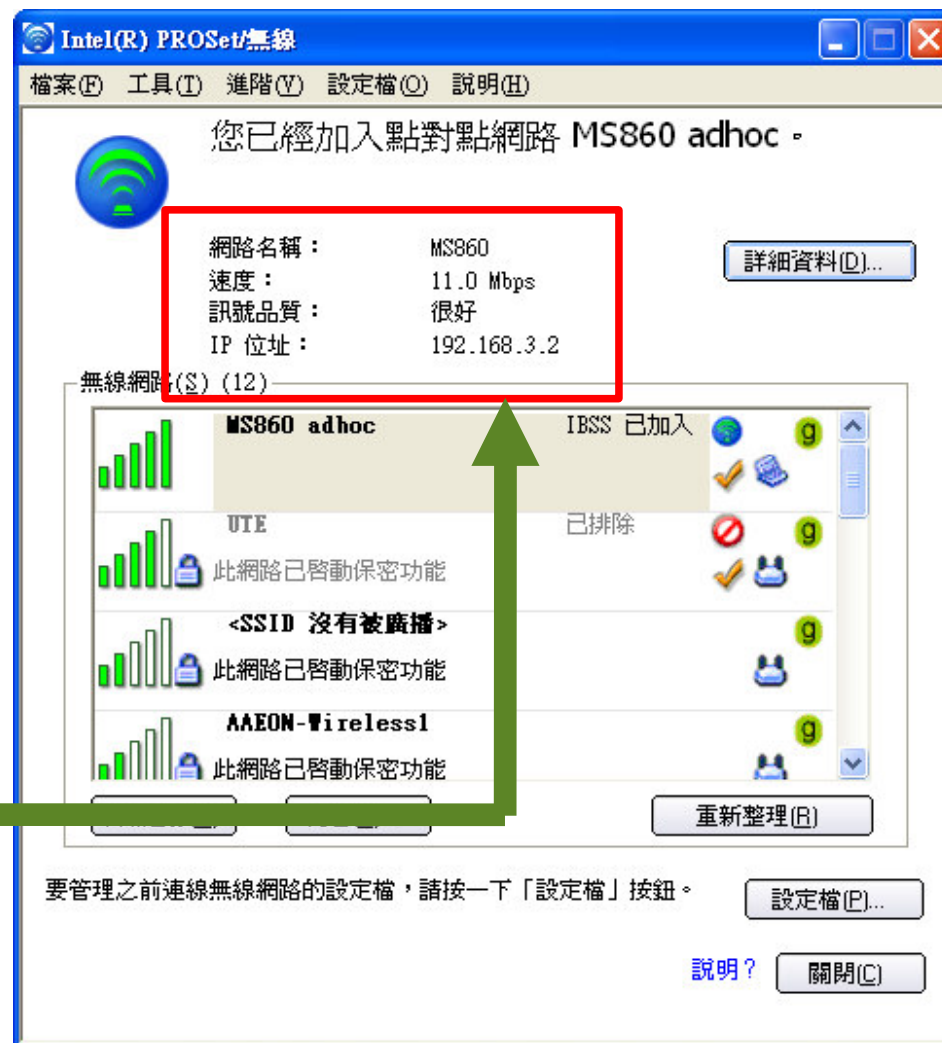 Intel(R) PROSet/無線
檔案(F) 工具(T) 進階(V) 設定檔(O) 說明(H)
您已經加入點對點網路 MS860 adhoc。
網路名稱： MS860
速度： 11.0 Mbps
詳細資料(D)...
訊號品質： 很好
IP 位址： 192.168.3.2
無線網路(S) (12)
MS860 adhoc IBSS 已加入
g
UTE 已排除
g
此網路已啓動保密功能
<SSID 沒有被廣播>
g
此網路已啓動保密功能
AAEON-Wireless1
g
此網路已啓動保密功能
重新整理(R)
要管理之前連線無線網路的設定檔，請按一下「設定檔」按鈕。
設定檔(P)...
說明? 關閉(C)